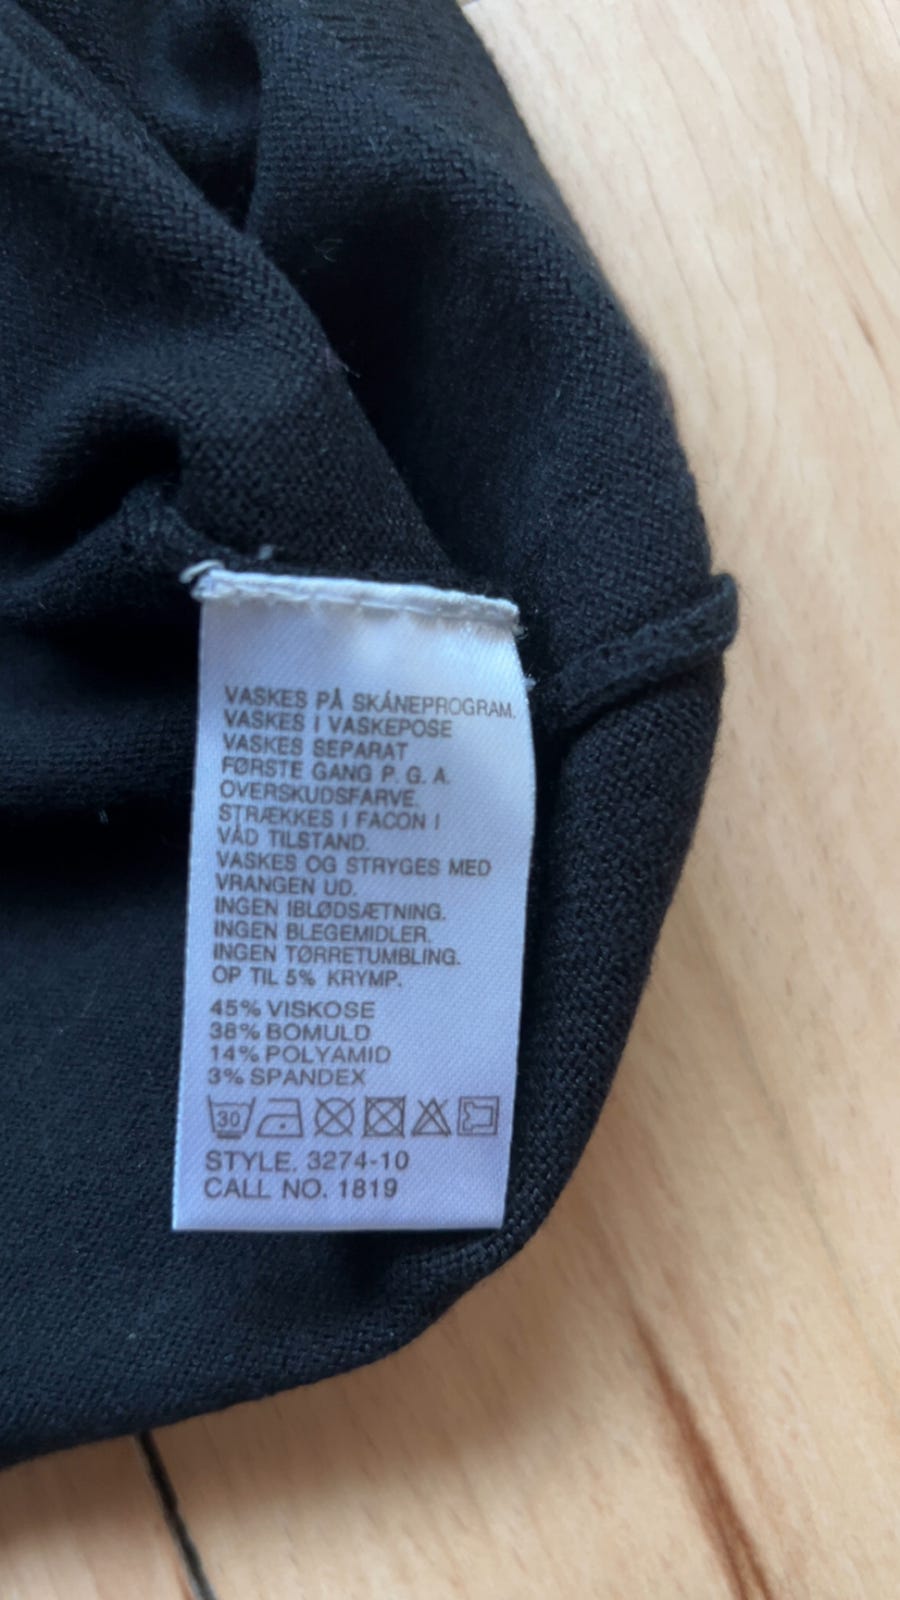 VASKES PÅ SKÅNEPROGRAM.
VASKES I VASKEPOSE
VASKES SEPARAT
FØRSTE GANG P. G. A.
OVERSKUDSFARVE.
STRÆKKES I FACON I
VÅD TILSTAND.
VASKES OG STRYGES MED
VRANGEN UD.
INGEN IBLØDSÆTNING.
INGEN BLEGEMIDLER.
INGEN TØRRETUMBLING.
OP TIL 5% KRYMP.
45% VISKOSE
38% BOMULD
14% POLYAMID
3% SPANDEX
30
STYLE. 3274-10
CALL NO. 1819